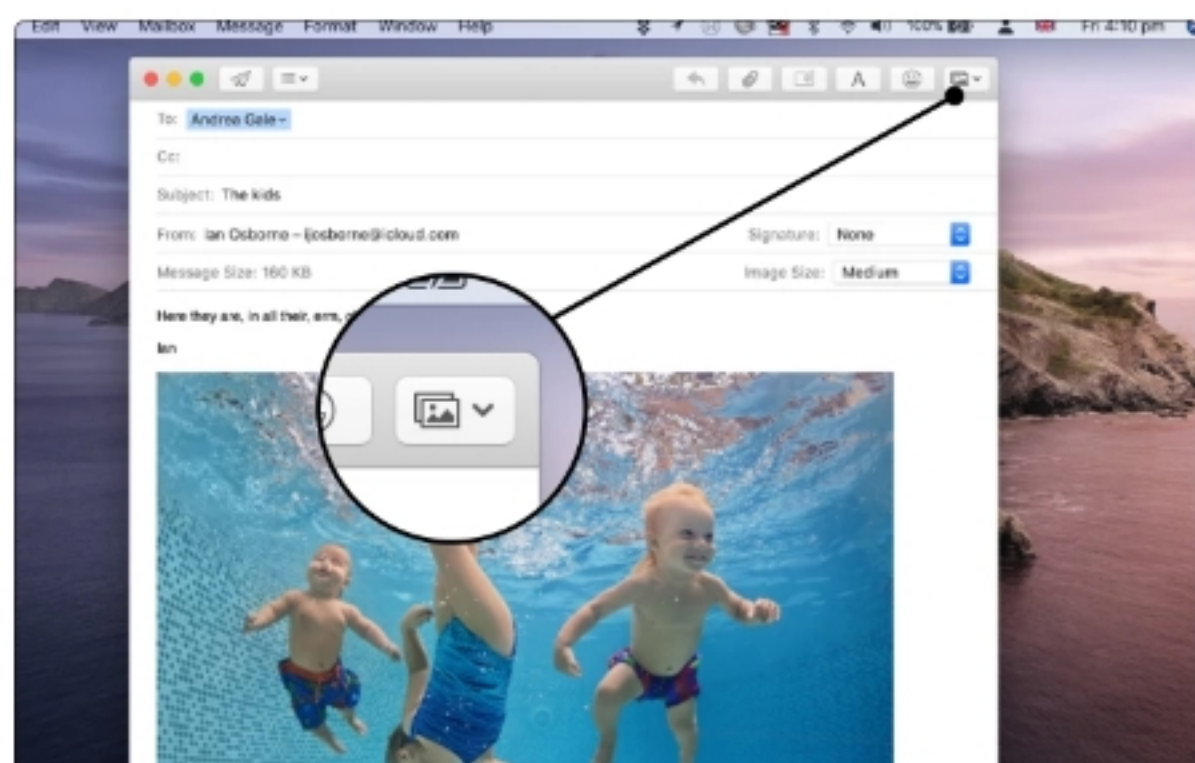 Edit View Mailbox Message Format Window Help 100% Fri 4:10 pm
A
To: Andrea Gale
Cc:
Subject: The kids
From: Ian Osborne – ijosborne@icloud.com Signature: None
Message Size: 160 KB Image Size: Medium
Here they are, in all their, erm,
Ian